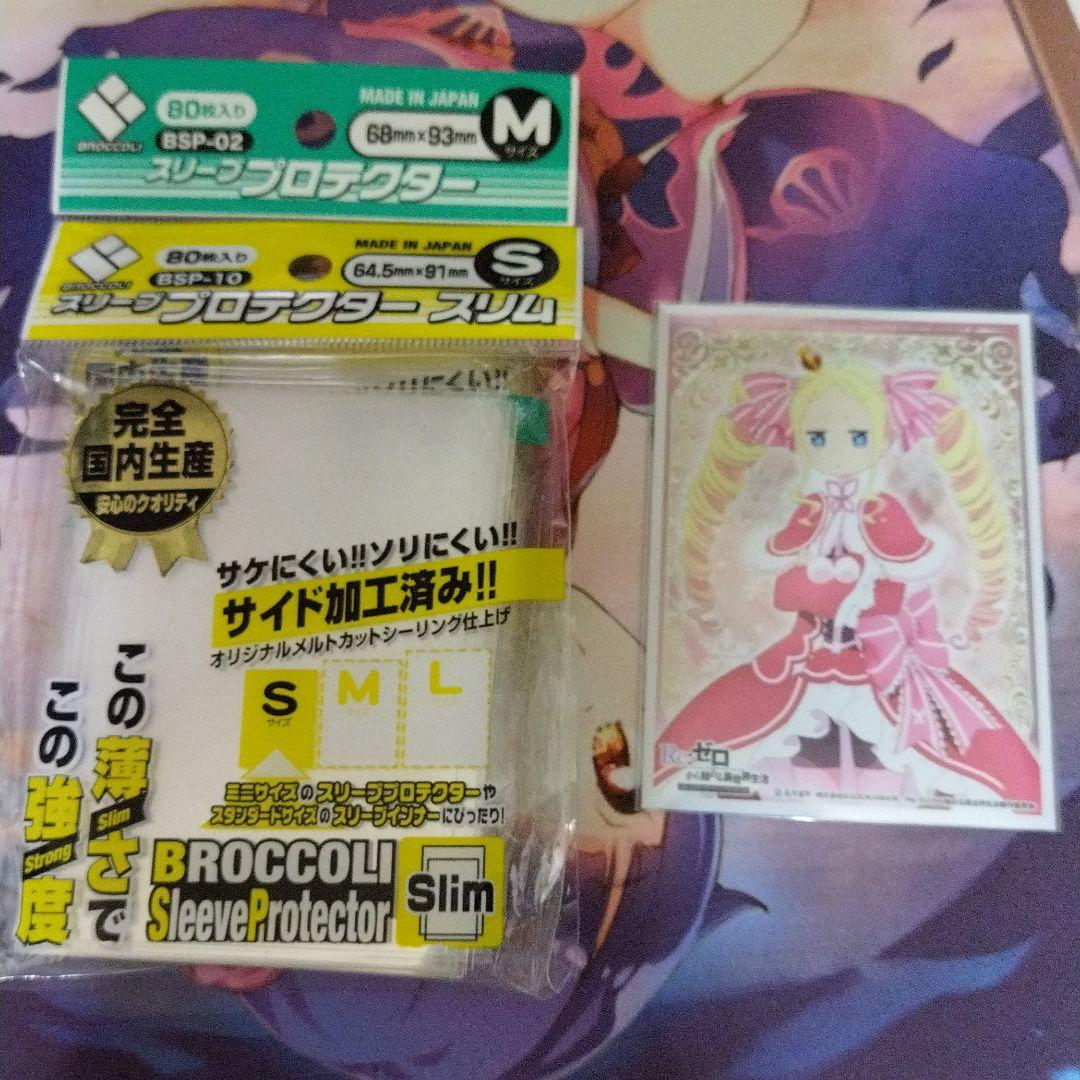 BROCCOLI
80枚入り
BSP-02
MADE IN JAPAN
68mm×93mm
M
サイズ
スリーブプロテクター
BROCCOLI
80枚入り
BSP-10
MADE IN JAPAN
64.5mm×91mm
S
サイズ
スリーブプロテクター スリム
完全
国内生産
安心のクオリティ
サケにくい!!ソリにくい!!
サイド加工済み!!
オリジナルメルトカットシーリング仕上げ
S
サイズ
M
L
ミニサイズのスリーブプロテクターや
スタンダードサイズのスリーブインナーにぴったり!
この薄さで
Slim
この強度
Strong
BROCCOLI
SleeveProtector
Slim
Re:ゼロ
から始める異世界生活